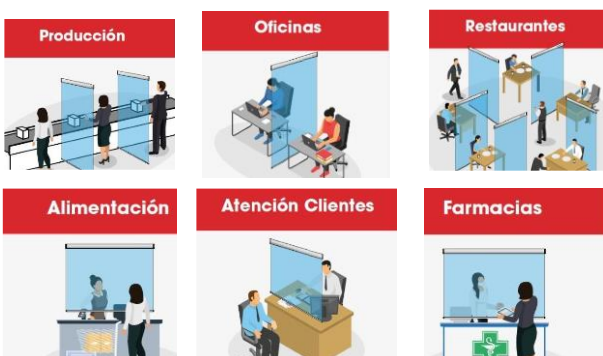 Producción
Oficinas
Restaurantes
Alimentación
Atención Clientes
Farmacias